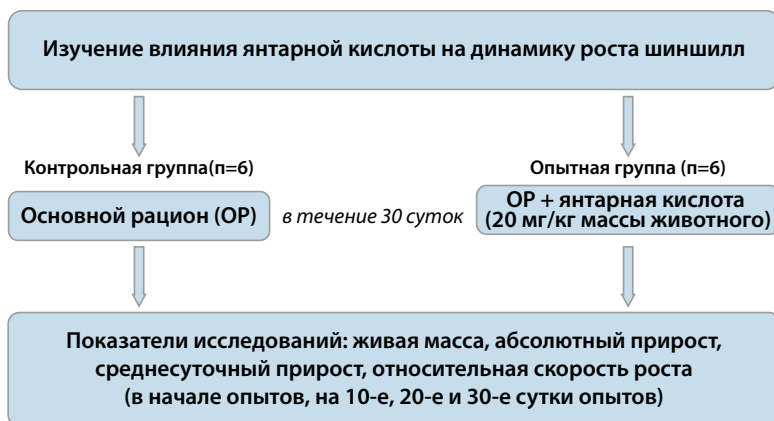 Изучение влияния янтарной кислоты на динамику роста шиншилл
Контрольная группа(п=6)
Опытная группа (п=6)
Основной рацион (ОР)
в течение 30 суток
ОР + янтарная кислота
(20 мг/кг массы животного)
Показатели исследований: живая масса, абсолютный прирост,
среднесуточный прирост, относительная скорость роста
(в начале опытов, на 10-е, 20-е и 30-е сутки опытов)